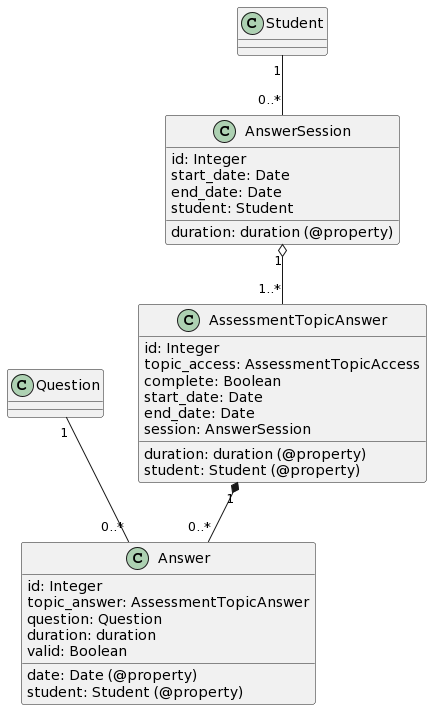 C Student
1
0..*
C AnswerSession
id: Integer
start_date: Date
end_date: Date
student: Student
duration: duration (@property)
1
1..*
C AssessmentTopicAnswer
id: Integer
topic_access: AssessmentTopicAccess
complete: Boolean
start_date: Date
end_date: Date
session: AnswerSession
duration: duration (@property)
student: Student (@property)
C Question
1
1
0..*
0..*
C Answer
id: Integer
topic_answer: AssessmentTopicAnswer
question: Question
duration: duration
valid: Boolean
date: Date (@property)
student: Student (@property)